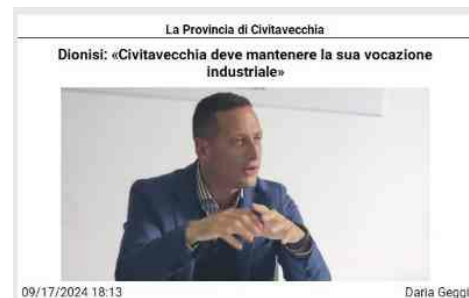 La Provincia di Civitavecchia
Dionisi: «Civitavecchia deve mantenere la sua vocazione
industriale»
09/17/2024 18:13
Daria Geggi